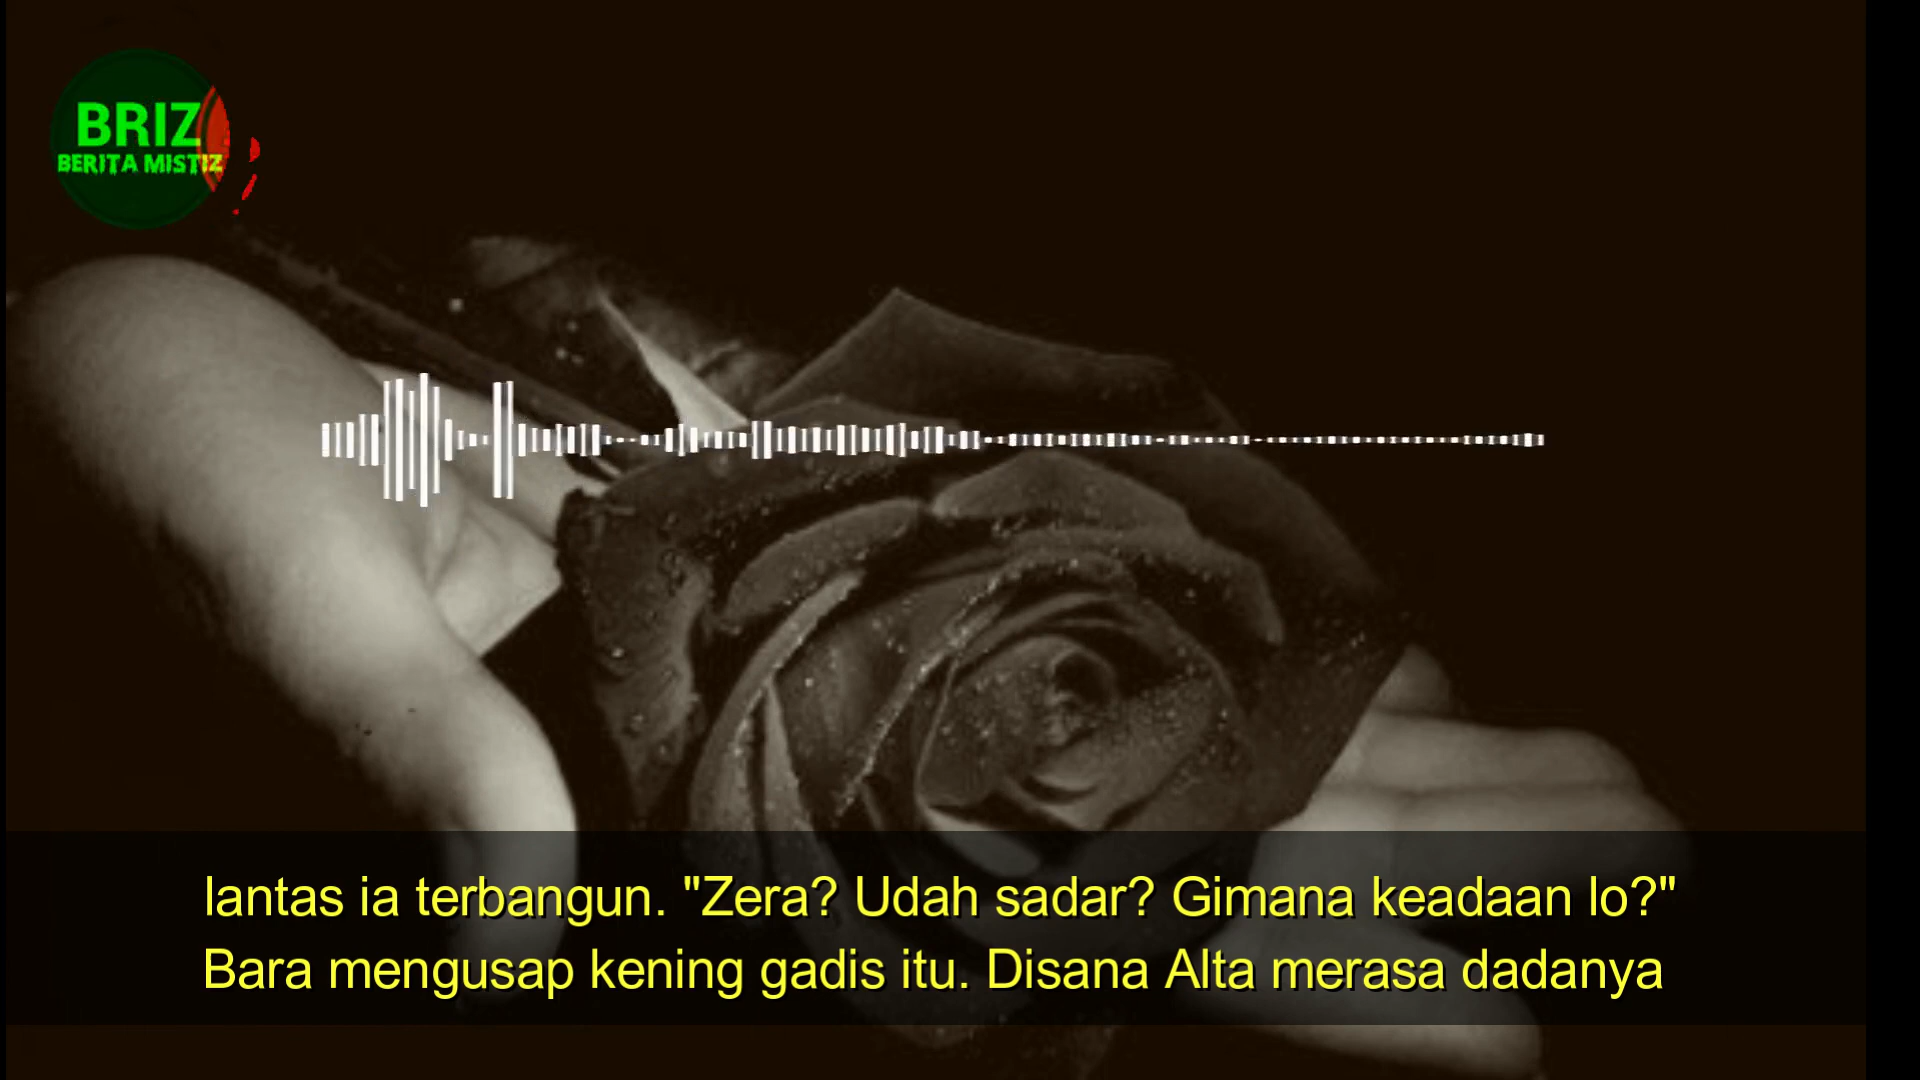 BRIZ
BERITA MISTIZ
lantas ia terbangun. "Zera? Udah sadar? Gimana keadaan lo?"
Bara mengusap kening gadis itu. Disana Alta merasa dadanya